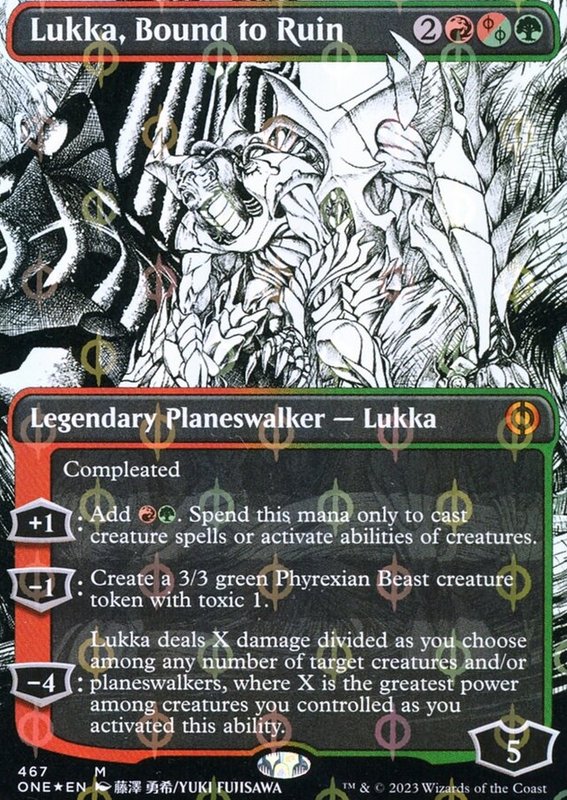 Lukka, Bound to Ruin 2
Legendary Planeswalker — Lukka
Compleated
+1: Add . Spend this mana only to cast
creature spells or activate abilities of creatures.
-1: Create a 3/3 green Phyrexian Beast creature
token with toxic 1.
Lukka deals X damage divided as you choose
among any number of target creatures and/or
-4: planeswalkers, where X is the greatest power
among creatures you controlled as you
activated this ability.
5
467 M
ONE★EN 藤澤 勇希/YUKI FUJISAWA ™ & © 2023 Wizards of the Coast